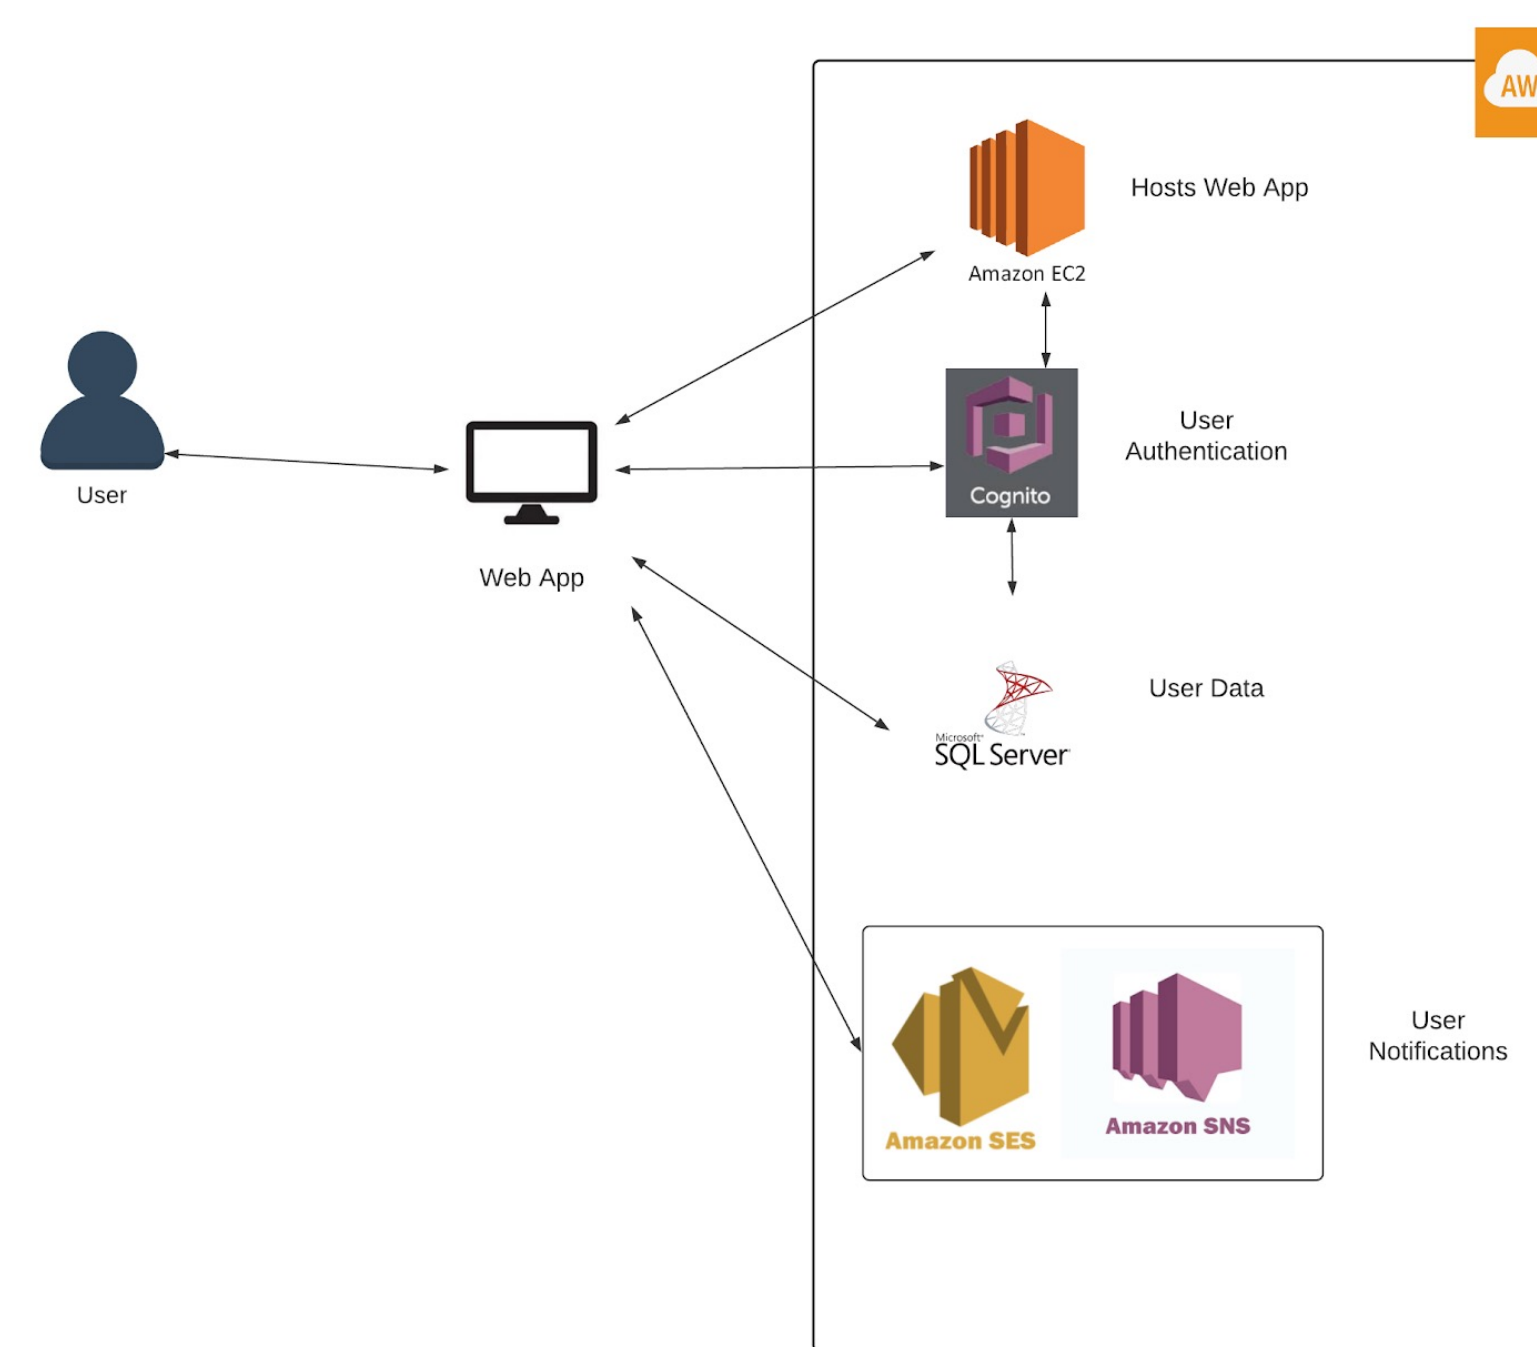 AW
Hosts Web App
Amazon EC2
User
Authentication
Cognito
User
Web App
User Data
Microsoft
SQL Server
User
Notifications
Amazon SES
Amazon SNS